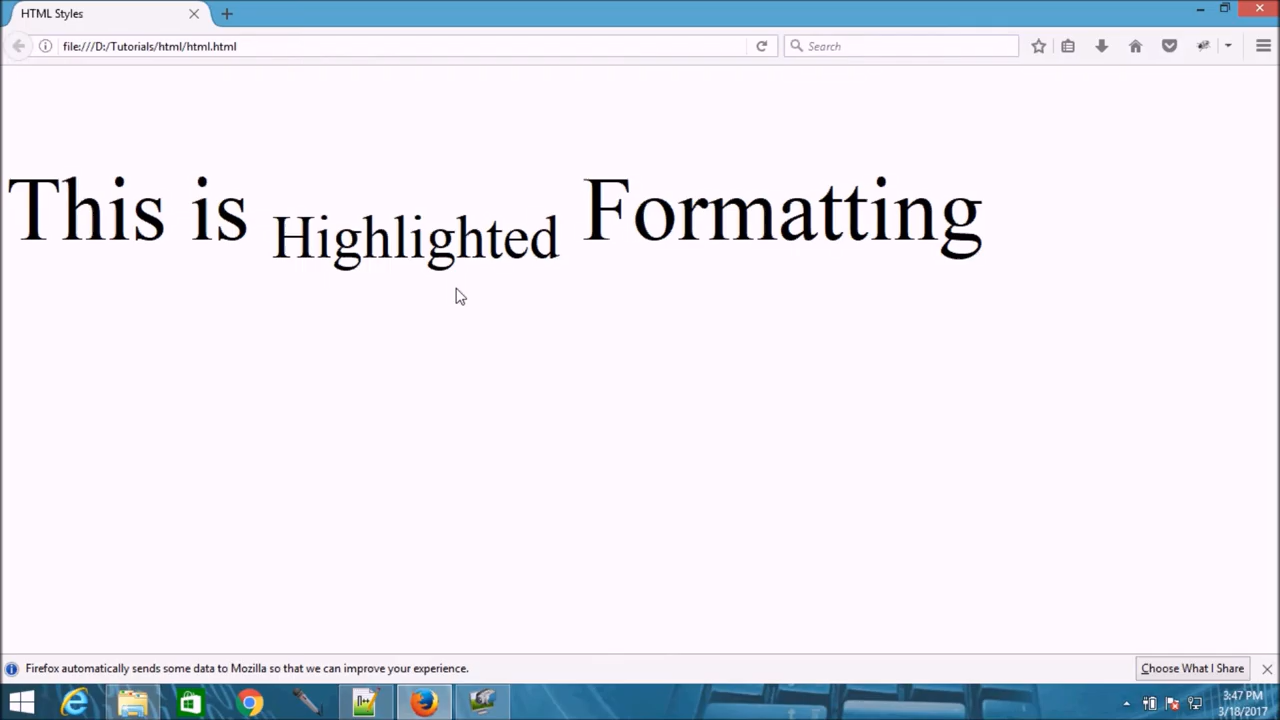 HTML Styles
file:///D:/Tutorials/html/html.html
Search
This is Highlighted Formatting
Firefox automatically sends some data to Mozilla so that we can improve your experience.
Choose What I Share
3:47 PM
3/18/2017